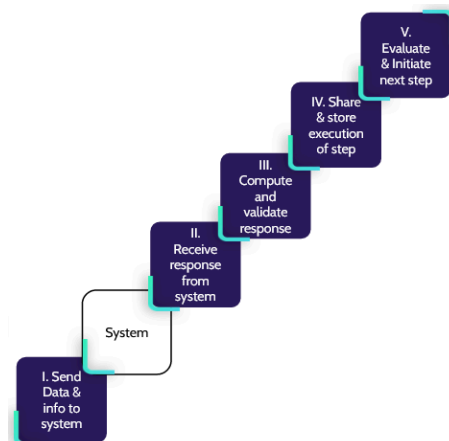 V.
Evaluate
& Initiate
next step
IV. Share
& store
execution
of step
III.
Compute
and
validate
response
II.
Receive
response
from
system
System
I. Send
Data &
info to
system